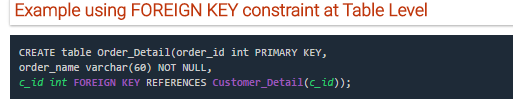 Example using FOREIGN KEY constraint at Table Level
CREATE table Order_Detail(order_id int PRIMARY KEY,
order_name varchar(60) NOT NULL,
c_id int FOREIGN KEY REFERENCES Customer_Detail(c_id));